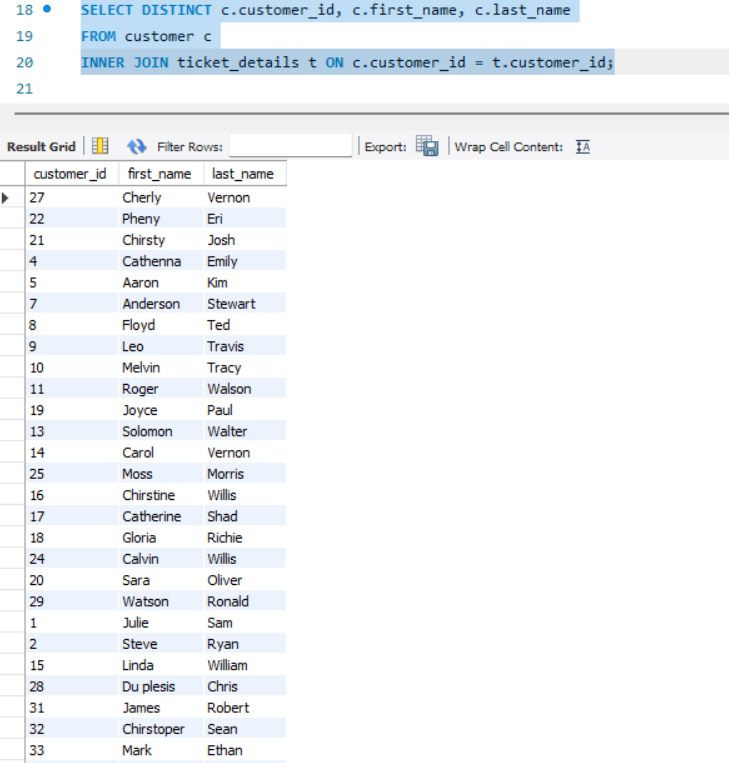 18 SELECT DISTINCT c.customer_id, c.first_name, c.last_name
19 FROM customer c
20 INNER JOIN ticket_details t ON c.customer_id = t.customer_id;
21
Result Grid Filter Rows: Export: Wrap Cell Content: IA
customer_id first_name last_name
27 Cherly Vernon
22 Pheny Eri
21 Chirsty Josh
4 Cathenna Emily
5 Aaron Kim
7 Anderson Stewart
8 Floyd Ted
9 Leo Travis
10 Melvin Tracy
11 Roger Walson
19 Joyce Paul
13 Solomon Walter
14 Carol Vernon
25 Moss Morris
16 Chirstine Willis
17 Catherine Shad
18 Gloria Richie
24 Calvin Willis
20 Sara Oliver
29 Watson Ronald
1 Julie Sam
2 Steve Ryan
15 Linda William
28 Du plesis Chris
31 James Robert
32 Chirstoper Sean
33 Mark Ethan